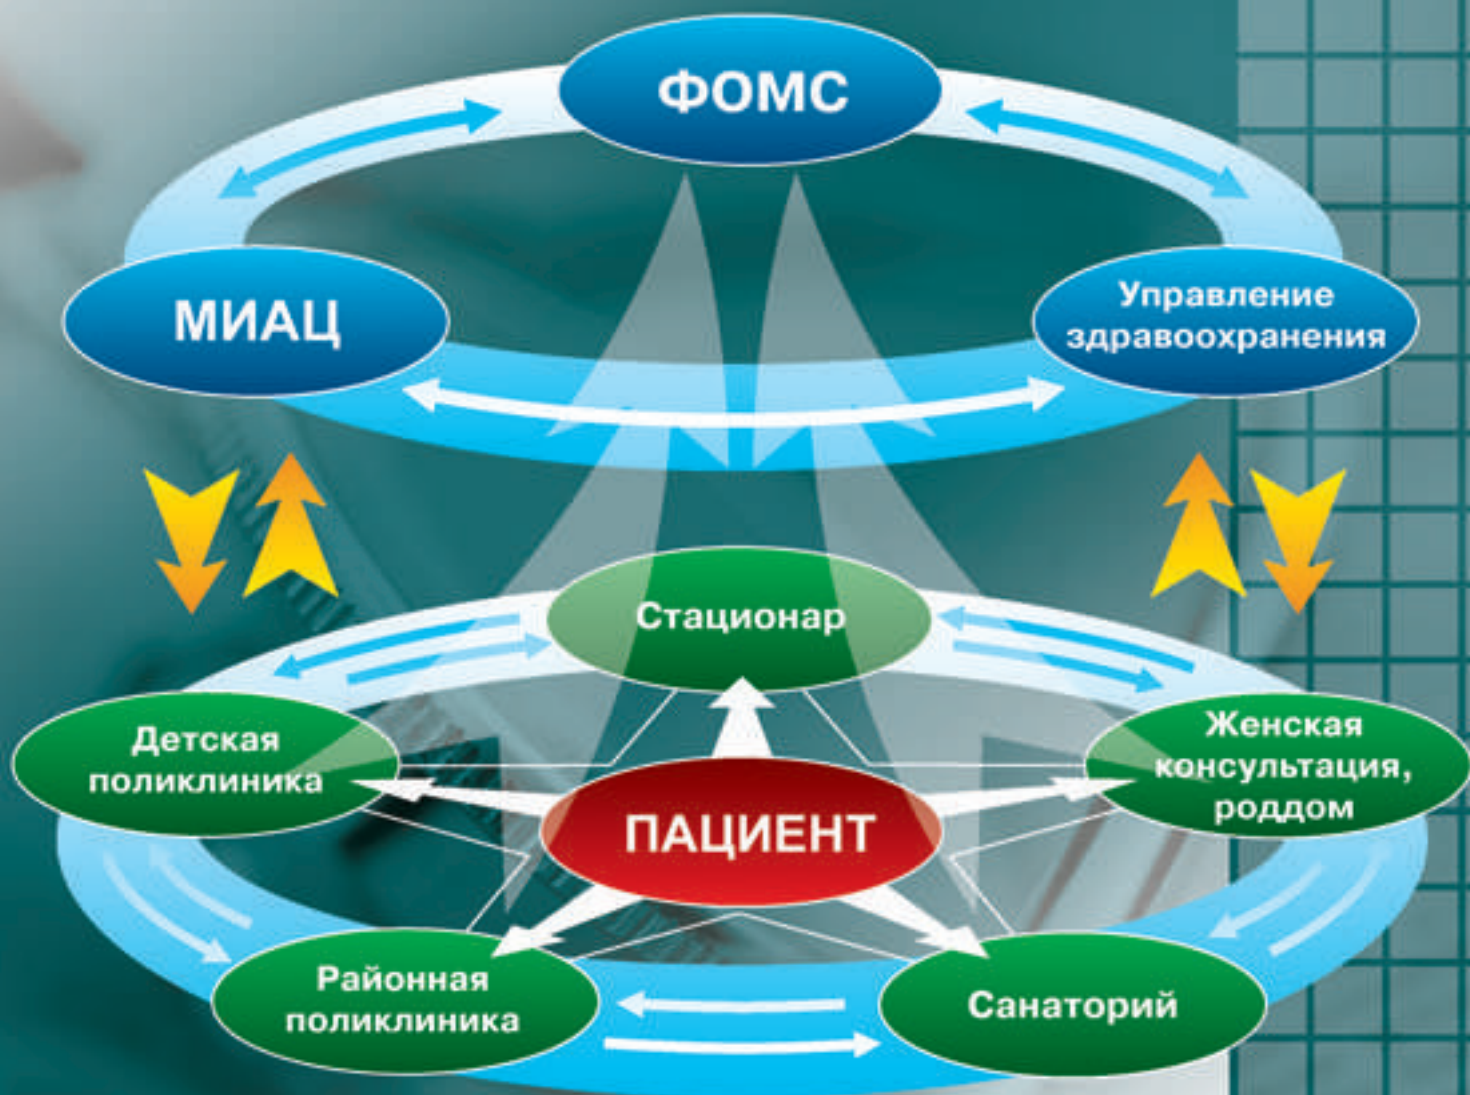 ФОМС
МИАЦ
Управление
здравоохранения
Стационар
Детская
поликлиника
Женская
консультация,
роддом
ПАЦИЕНТ
Районная
поликлиника
Санаторий